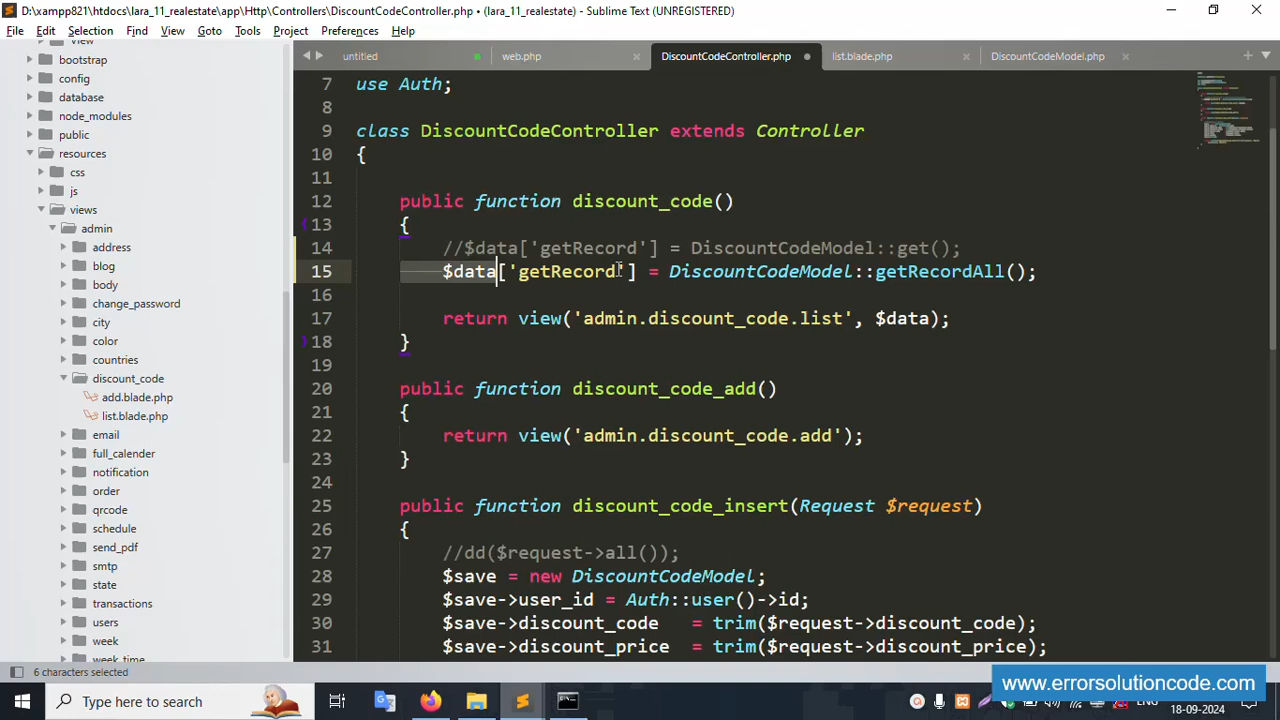 D:\xampp821\htdocs\lara_11_realestate\app\Http\Controllers\DiscountCodeController.php • (lara_11_realestate) - Sublime Text (UNREGISTERED)
File Edit Selection Find View Goto Tools Project Preferences Help
untitled web.php DiscountCodeController.php list.blade.php DiscountCodeModel.php
view
bootstrap
config
database
node_modules
public
resources
css
js
views
admin
address
blog
body
change_password
city
color
countries
discount_code
add.blade.php
list.blade.php
email
full_calender
notification
order
qrcode
schedule
send_pdf
smtp
state
transactions
users
week
week_time
7 use Auth;
8
9 class DiscountCodeController extends Controller
10 {
11
12 public function discount_code()
13 {
14 //$data['getRecord'] = DiscountCodeModel::get();
15 $data['getRecord'] = DiscountCodeModel::getRecordAll();
16
17 return view('admin.discount_code.list', $data);
18 }
19
20 public function discount_code_add()
21 {
22 return view('admin.discount_code.add');
23 }
24
25 public function discount_code_insert(Request $request)
26 {
27 //dd($request->all());
28 $save = new DiscountCodeModel;
29 $save->user_id = Auth::user()->id;
30 $save->discount_code = trim($request->discount_code);
31 $save->discount_price = trim($request->discount_price);
6 characters selected
www.errorsolutioncode.com
Type here to search
Eng
18-09-2024